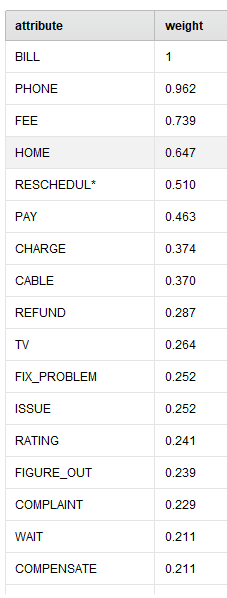 attribute weight
BILL 1
PHONE 0.962
FEE 0.739
HOME 0.647
RESCHEDUL* 0.510
PAY 0.463
CHARGE 0.374
CABLE 0.370
REFUND 0.287
TV 0.264
FIX_PROBLEM 0.252
ISSUE 0.252
RATING 0.241
FIGURE_OUT 0.239
COMPLAINT 0.229
WAIT 0.211
COMPENSATE 0.211